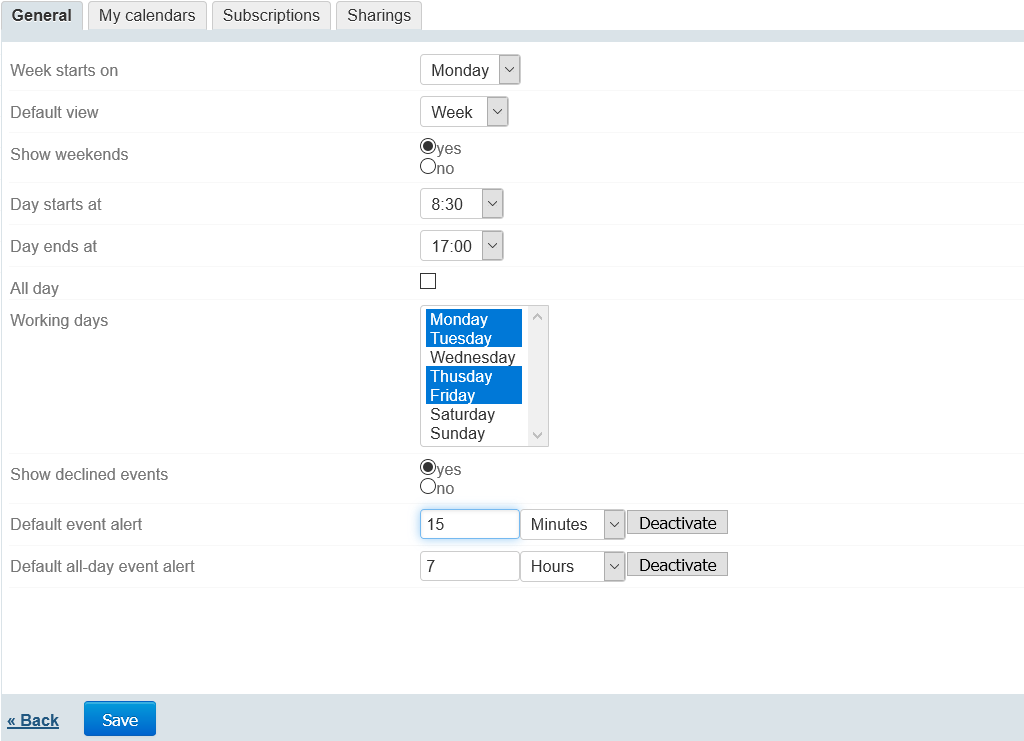 General My calendars Subscriptions Sharings
Week starts on Monday
Default view Week
Show weekends yes
no
Day starts at 8:30
Day ends at 17:00
All day
Working days Monday
Tuesday
Wednesday
Thusday
Friday
Saturday
Sunday
Show declined events yes
no
Default event alert 15 Minutes Deactivate
Default all-day event alert 7 Hours Deactivate
« Back Save